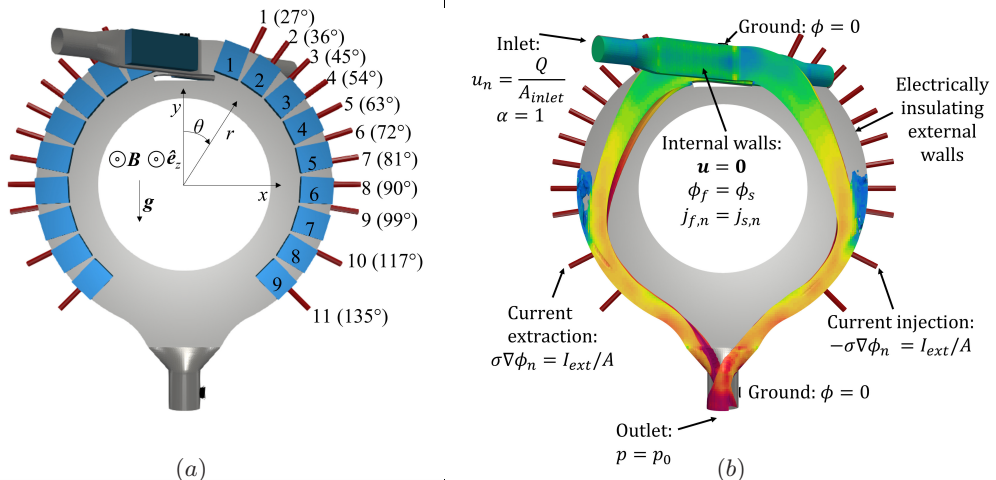 1 (27°)
2 (36°)
3 (45°)
4 (54°)
5 (63°)
6 (72°)
7 (81°)
8 (90°)
9 (99°)
10 (117°)
11 (135°)
1
2
3
4
5
6
7
8
9
y
θ
r
x
B
ê_z
g
(a)
Inlet:
u_n = Q / A_inlet
α = 1
Ground: ϕ = 0
Electrically
insulating
external
walls
Internal walls:
u = 0
ϕ_f = ϕ_s
j_{f,n} = j_{s,n}
Current
extraction:
σ∇ϕ_n = I_ext/A
Current injection:
−σ∇ϕ_n = I_ext/A
Ground: ϕ = 0
Outlet:
p = p_0
(b)